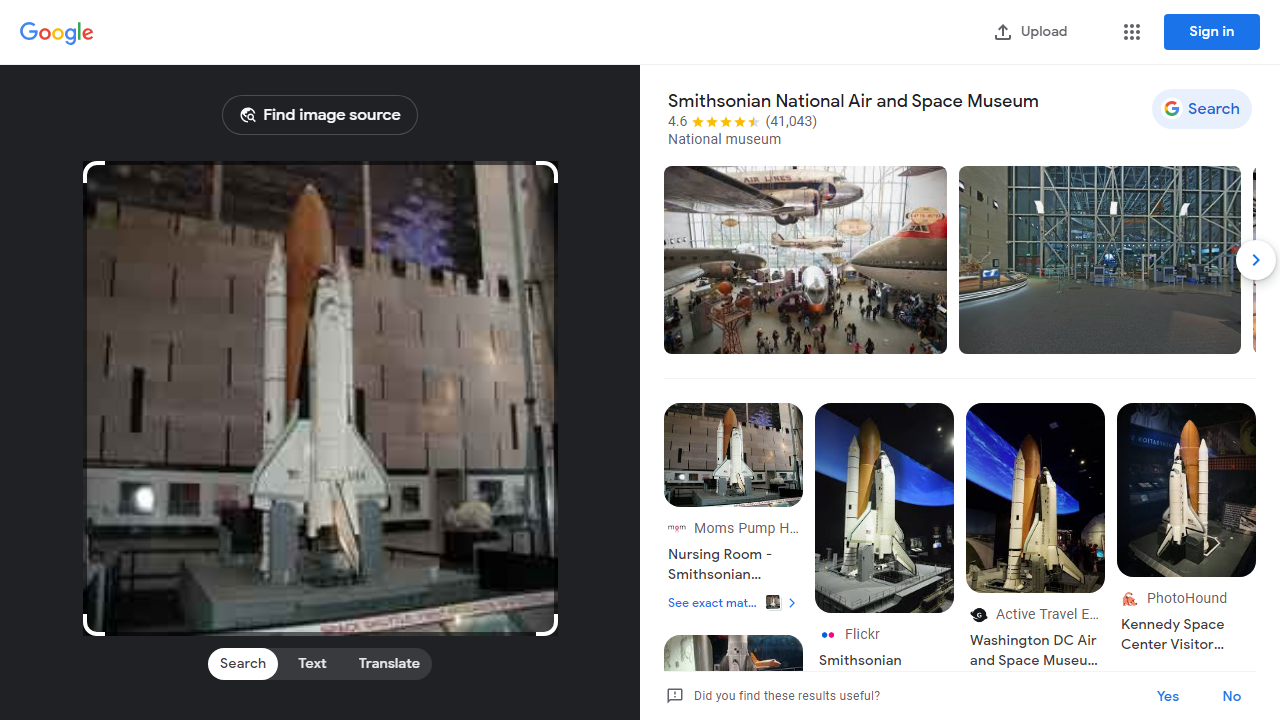 Google
Upload
Sign in
Find image source
Search
Text
Translate
Smithsonian National Air and Space Museum
4.6 (41,043)
National museum
Search
AIR LINES
Moms Pump H...
Nursing Room -
Smithsonian...
See exact mat...
Flickr
Smithsonian
Active Travel E...
Washington DC Air
and Space Museu...
PhotoHound
Kennedy Space
Center Visitor...
Did you find these results useful?
Yes
No